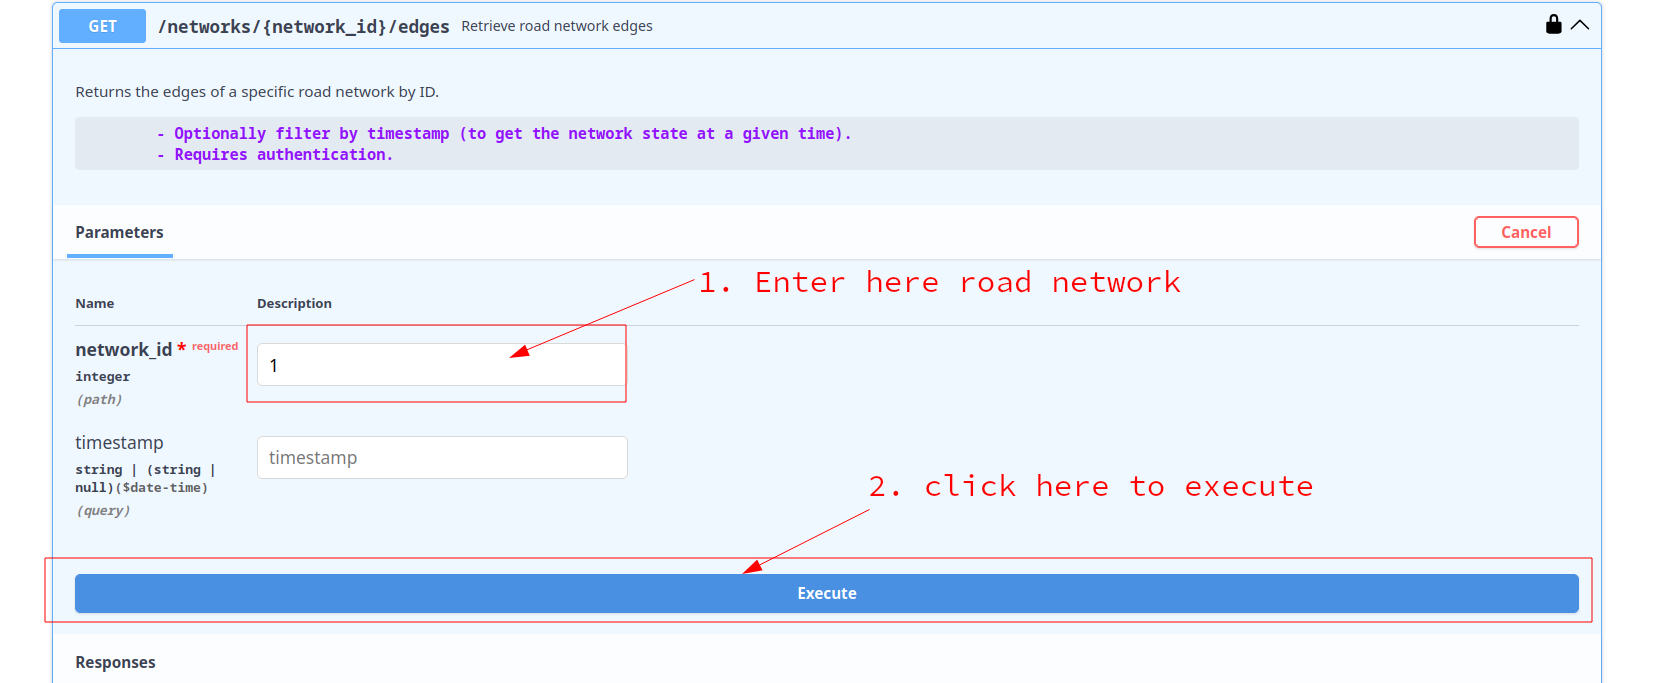 GET /networks/{network_id}/edges Retrieve road network edges
Returns the edges of a specific road network by ID.
- Optionally filter by timestamp (to get the network state at a given time).
- Requires authentication.
Parameters
Cancel
1. Enter here road network
Name Description
network_id * required
integer
(path)
1
timestamp
string | (string |
null)($date-time)
(query)
timestamp
2. click here to execute
Execute
Responses